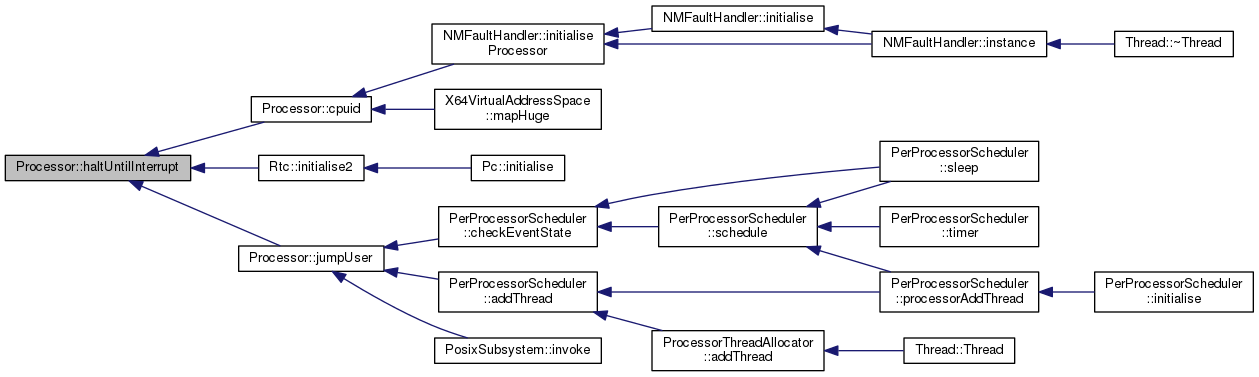 NMFaultHandler::initialise
NMFaultHandler::initialise
Processor
NMFaultHandler::instance
Thread::~Thread
Processor::cpuid
X64VirtualAddressSpace
::mapHuge
Processor::haltUntilInterrupt
Rtc::initialise2
Pc::initialise
PerProcessorScheduler
::sleep
PerProcessorScheduler
::checkEventState
PerProcessorScheduler
::schedule
PerProcessorScheduler
::timer
Processor::jumpUser
PerProcessorScheduler
::addThread
PerProcessorScheduler
::processorAddThread
PerProcessorScheduler
::initialise
PosixSubsystem::invoke
ProcessorThreadAllocator
::addThread
Thread::Thread